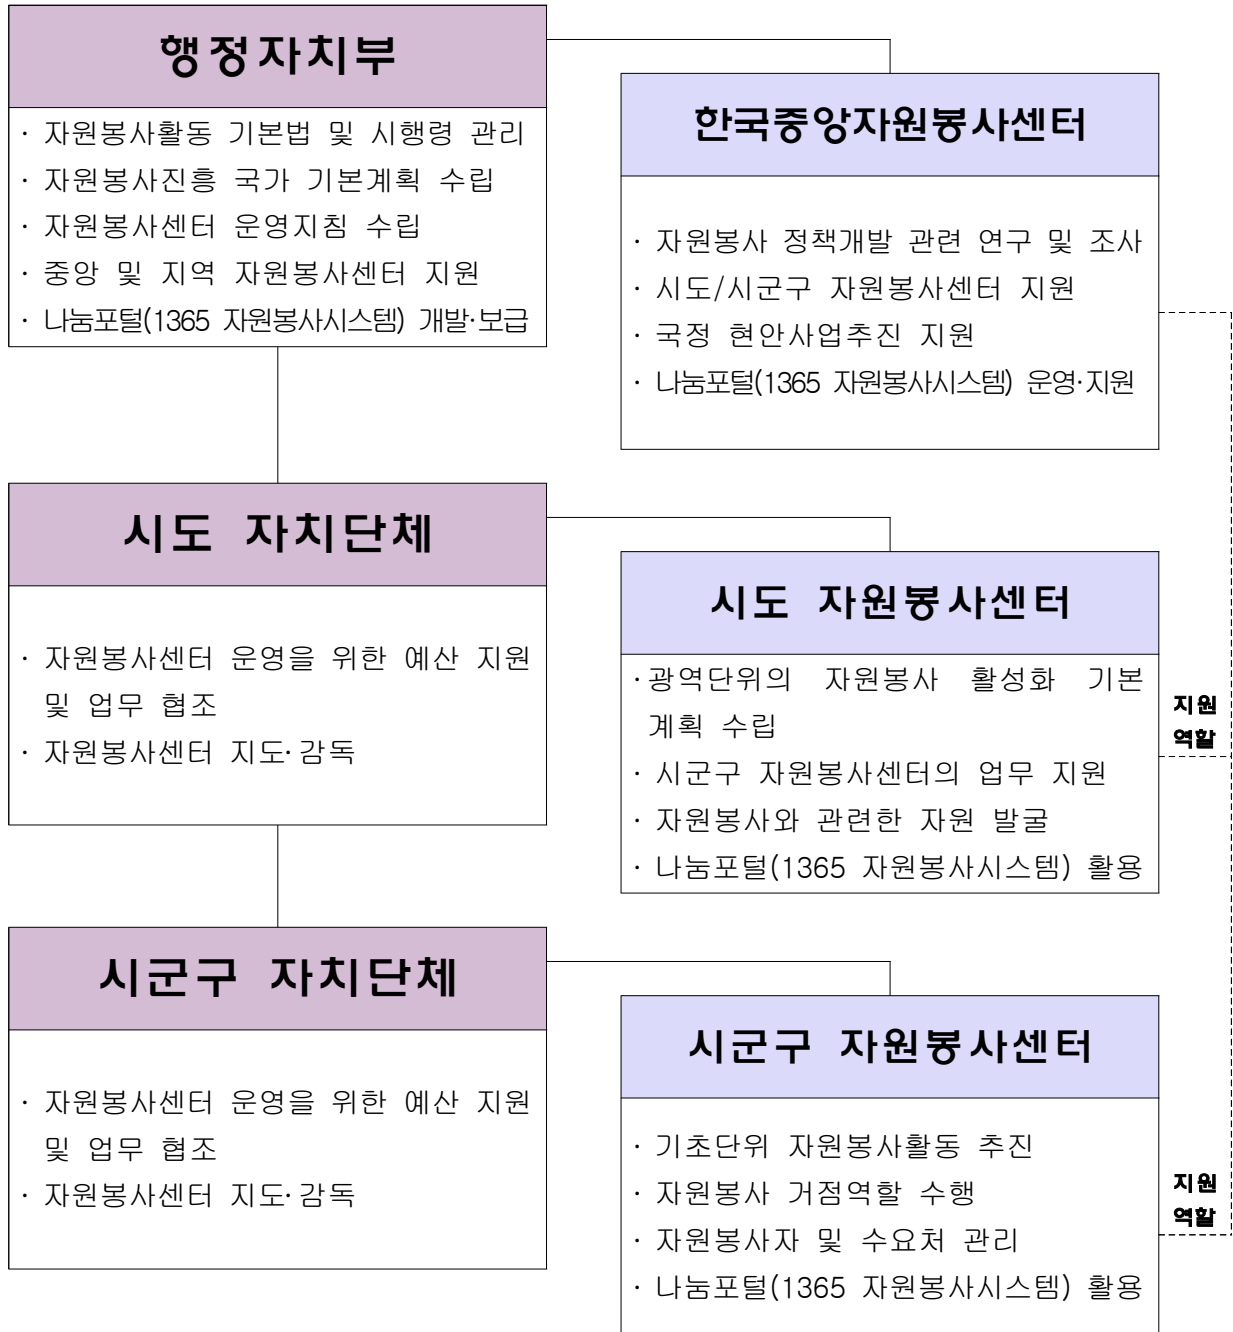 행정자치부
· 자원봉사활동 기본법 및 시행령 관리
· 자원봉사진흥 국가 기본계획 수립
· 자원봉사센터 운영지침 수립
· 중앙 및 지역 자원봉사센터 지원
· 나눔포털(1365 자원봉사시스템) 개발·보급
한국중앙자원봉사센터
· 자원봉사 정책개발 관련 연구 및 조사
· 시도/시군구 자원봉사센터 지원
· 국정 현안사업추진 지원
· 나눔포털(1365 자원봉사시스템) 운영·지원
시도 자치단체
· 자원봉사센터 운영을 위한 예산 지원
및 업무 협조
· 자원봉사센터 지도·감독
시도 자원봉사센터
·광역단위의 자원봉사 활성화 기본
계획 수립
· 시군구 자원봉사센터의 업무 지원
· 자원봉사와 관련한 자원 발굴
· 나눔포털(1365 자원봉사시스템) 활용
지원
역할
시군구 자치단체
· 자원봉사센터 운영을 위한 예산 지원
및 업무 협조
· 자원봉사센터 지도·감독
시군구 자원봉사센터
· 기초단위 자원봉사활동 추진
· 자원봉사 거점역할 수행
· 자원봉사자 및 수요처 관리
· 나눔포털(1365 자원봉사시스템) 활용
지원
역할